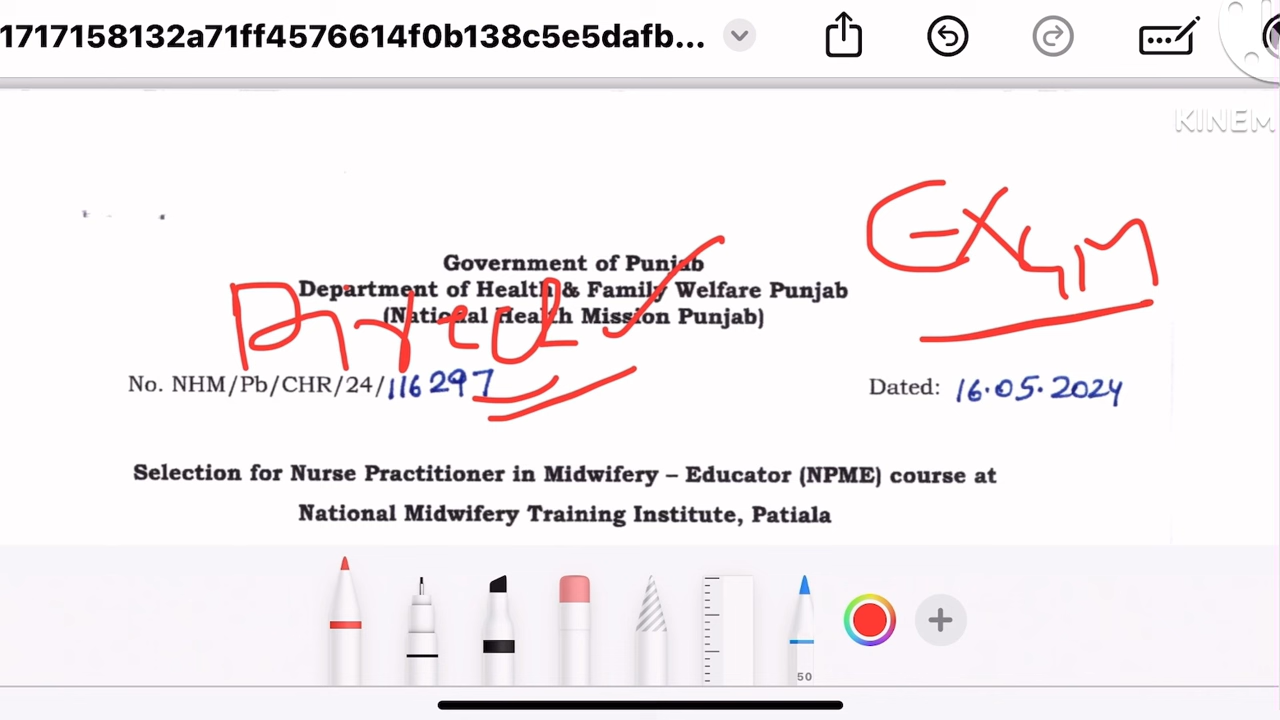 1717158132a71ff4576614f0b138c5e5dafb...
KINEM
EXAM
Government of Punjab
Department of Health & Family Welfare Punjab
(National Health Mission Punjab)
Direct
No. NHM/Pb/CHR/24/116297
Dated: 16.05.2024
Selection for Nurse Practitioner in Midwifery – Educator (NPME) course at
National Midwifery Training Institute, Patiala
50